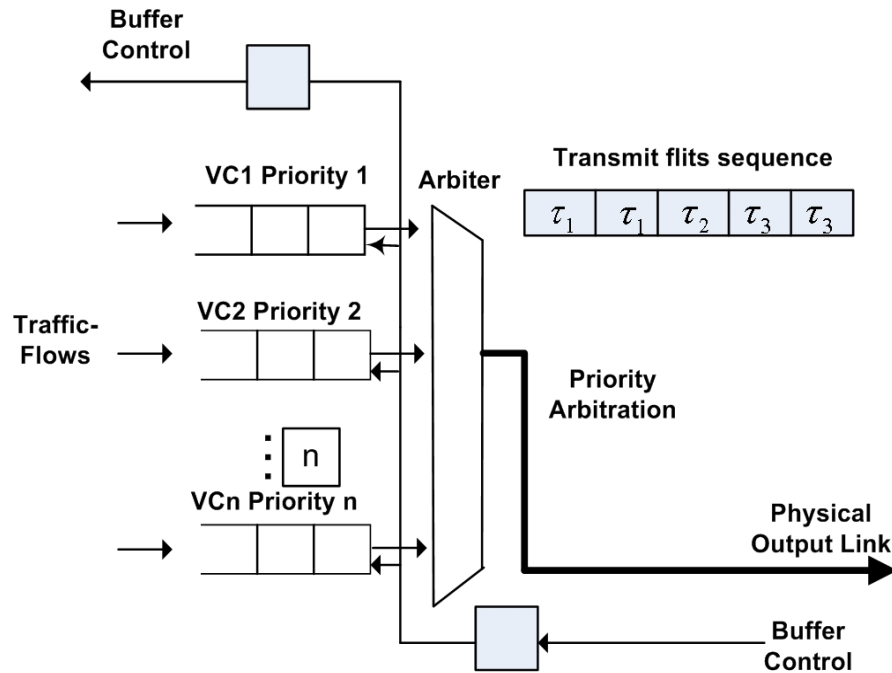 Buffer
Control
VC1 Priority 1
Arbiter
Transmit flits sequence
τ₁ τ₁ τ₂ τ₃ τ₃
VC2 Priority 2
Traffic-
Flows
Priority
Arbitration
n
VCn Priority n
Physical
Output Link
Buffer
Control